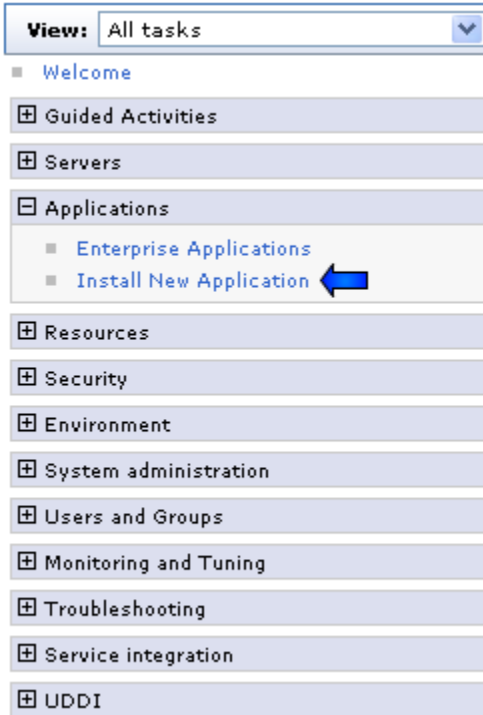 View: All tasks
Welcome
Guided Activities
Servers
Applications
Enterprise Applications
Install New Application
Resources
Security
Environment
System administration
Users and Groups
Monitoring and Tuning
Troubleshooting
Service integration
UDDI